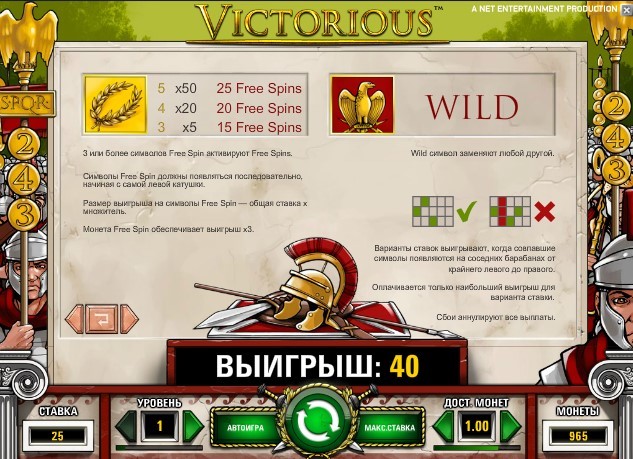 A NET ENTERTAINMENT PRODUCTION
VICTORIOUS™
SPQR
5 x50 25 Free Spins
4 x20 20 Free Spins
3 x5 15 Free Spins
WILD
3 или более символов Free Spin активируют Free Spins.
Символы Free Spin должны появляться последовательно,
начиная с самой левой катушки.
Размер выигрыша на символы Free Spin — общая ставка x
множитель.
Монета Free Spin обеспечивает выигрыш x3.
Wild символ заменяют любой другой.
Варианты ставок выигрывают, когда совпавшие
символы появляются на соседних барабанах от
крайнего левого до правого.
Оплачивается только наибольший выигрыш для
варианта ставки.
Сбои аннулируют все выплаты.
2
4
3
2
4
3
ВЫИГРЫШ: 40
СТАВКА
25
УРОВЕНЬ
1
АВТОИГРА
МАКС.СТАВКА
ДОСТ. МОНЕТ
1.00
МОНЕТЫ
965